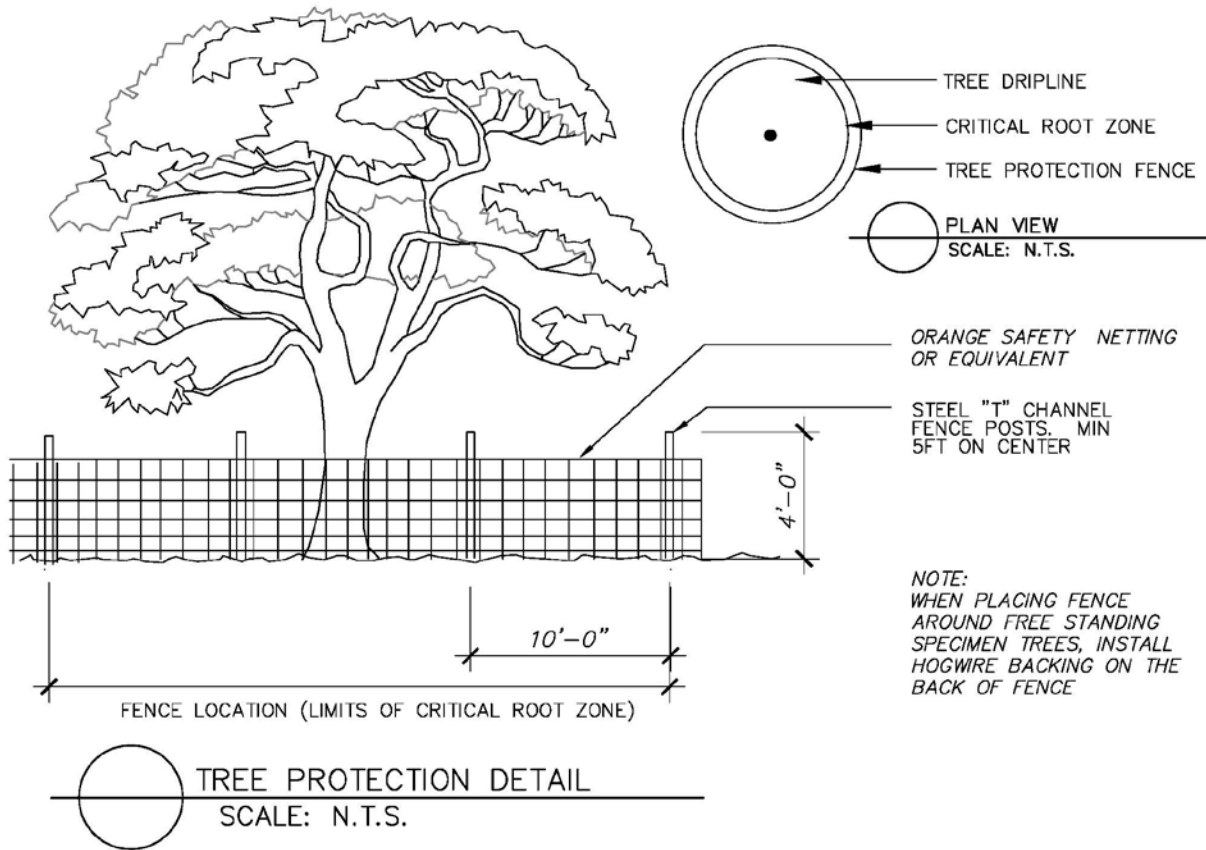 TREE DRIPLINE
CRITICAL ROOT ZONE
TREE PROTECTION FENCE
PLAN VIEW
SCALE: N.T.S.
ORANGE SAFETY NETTING
OR EQUIVALENT
STEEL "T" CHANNEL
FENCE POSTS. MIN
5FT ON CENTER
4'-0"
NOTE:
WHEN PLACING FENCE
AROUND FREE STANDING
SPECIMEN TREES, INSTALL
HOGWIRE BACKING ON THE
BACK OF FENCE
10'-0"
FENCE LOCATION (LIMITS OF CRITICAL ROOT ZONE)
TREE PROTECTION DETAIL
SCALE: N.T.S.